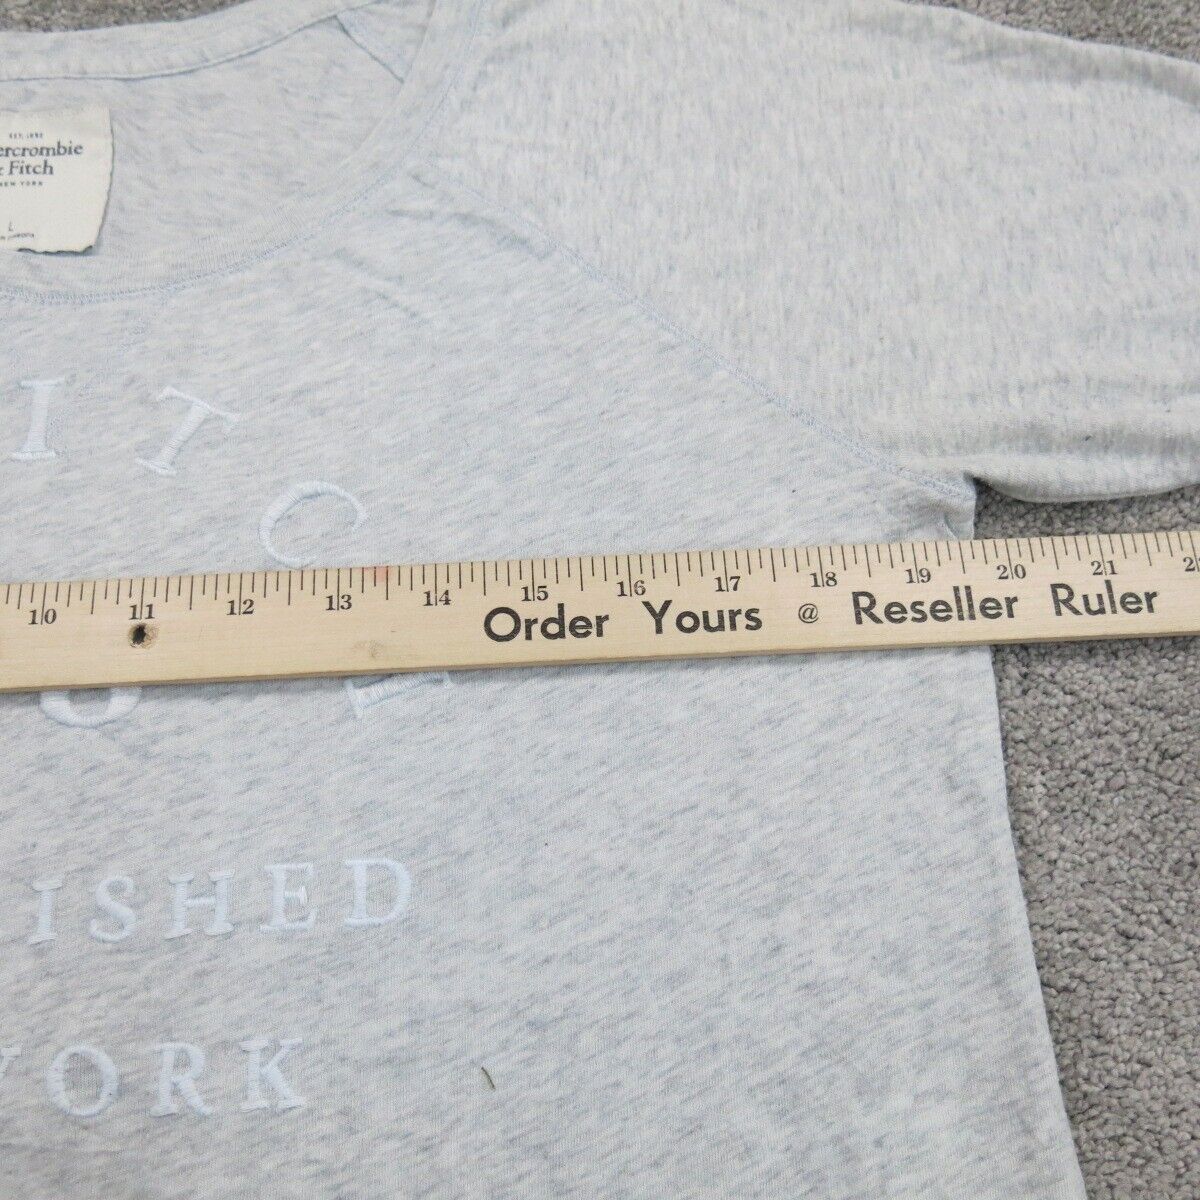 EST. 1892
ercrombie
& Fitch
NEW YORK
L
I T C
10 11 12 13 14 15 16 17 18 19 20 21
Order Yours @ Reseller Ruler
ISHED
YORK